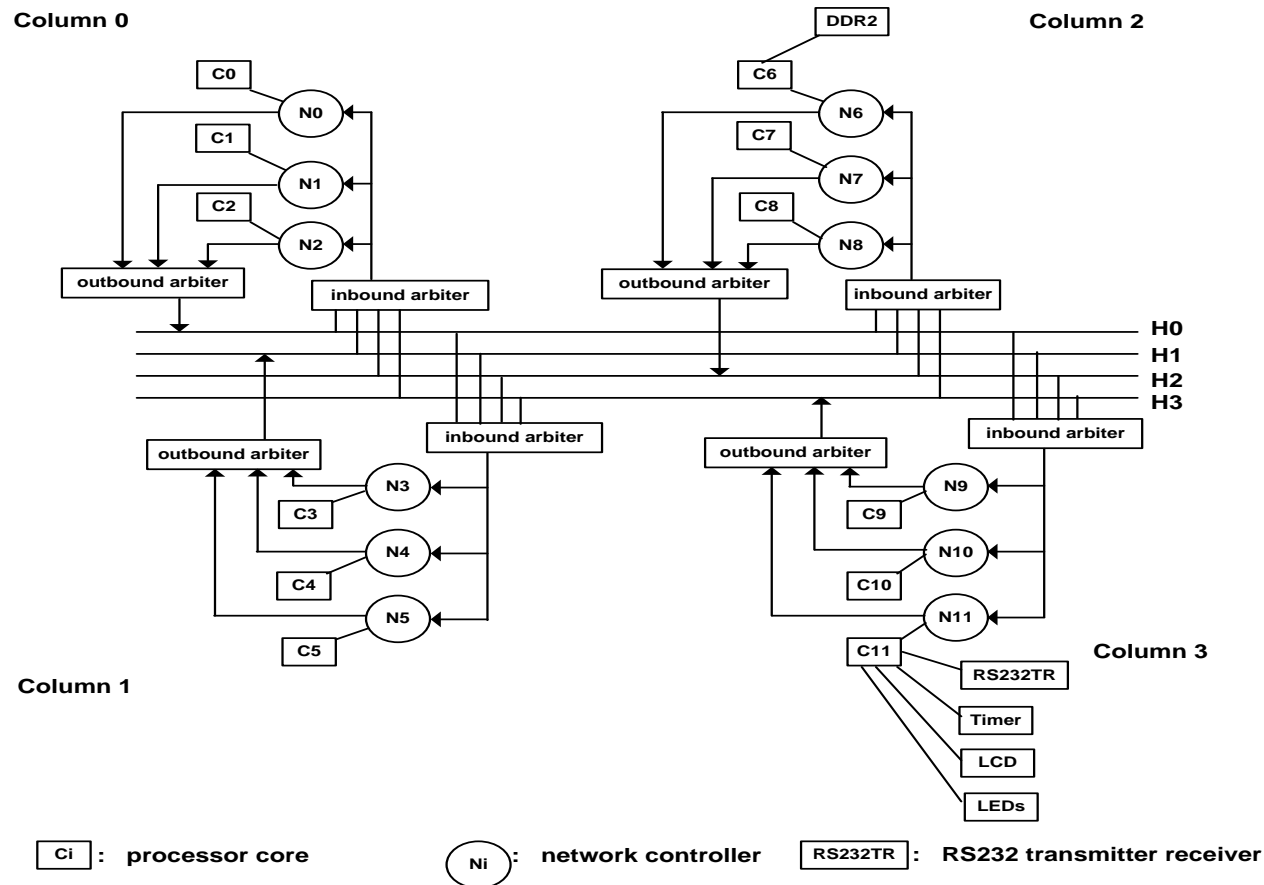 Column 0
C0
N0
C1
N1
C2
N2
outbound arbiter
inbound arbiter
DDR2
Column 2
C6
N6
C7
N7
C8
N8
outbound arbiter
inbound arbiter
H0
H1
H2
H3
inbound arbiter
outbound arbiter
N3
C3
N4
C4
N5
C5
Column 1
inbound arbiter
outbound arbiter
N9
C9
N10
C10
N11
C11
Column 3
RS232TR
Timer
LCD
LEDs
Ci : processor core
Ni : network controller
RS232TR : RS232 transmitter receiver